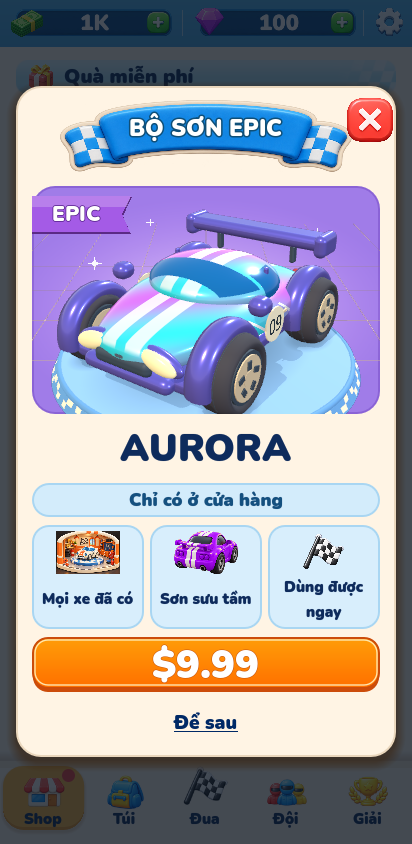 1K
100
Quà miễn phí
BỘ SƠN EPIC
EPIC
09
AURORA
Chỉ có ở cửa hàng
Mọi xe đã có
Sơn sưu tầm
Dùng được
ngay
$9.99
Để sau
Shop
Túi
Đua
Đội
Giải